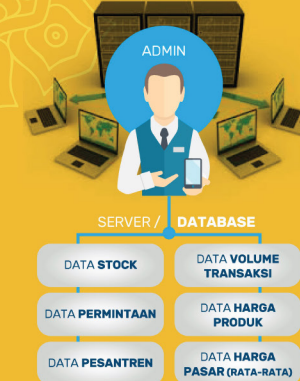 ADMIN
SERVER / DATABASE
DATA STOCK
DATA VOLUME
TRANSAKSI
DATA PERMINTAAN
DATA HARGA
PRODUK
DATA PESANTREN
DATA HARGA
PASAR (RATA-RATA)